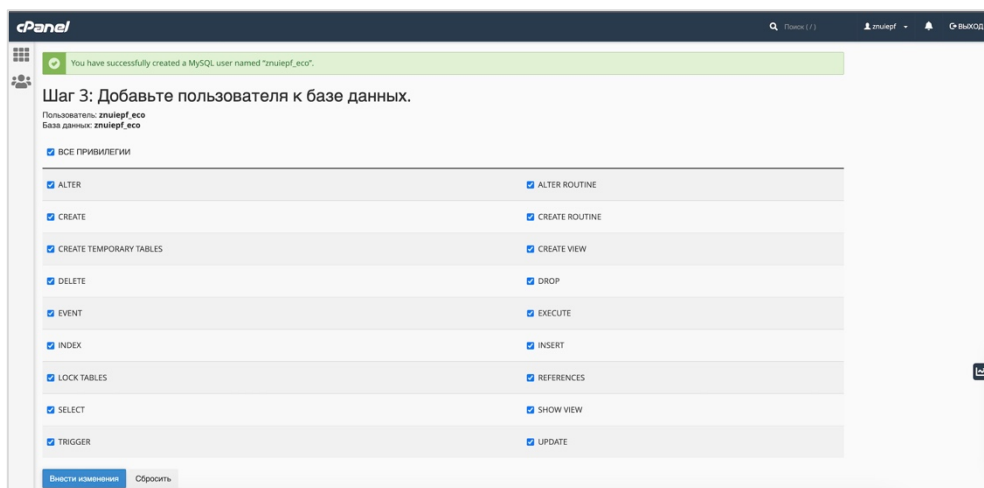 cPanel
Поиск ( / )
znuiepf
ВЫХОД
You have successfully created a MySQL user named “znuiepf_eco”.
Шаг 3: Добавьте пользователя к базе данных.
Пользователь: znuiepf_eco
База данных: znuiepf_eco
ВСЕ ПРИВИЛЕГИИ
ALTER
ALTER ROUTINE
CREATE
CREATE ROUTINE
CREATE TEMPORARY TABLES
CREATE VIEW
DELETE
DROP
EVENT
EXECUTE
INDEX
INSERT
LOCK TABLES
REFERENCES
SELECT
SHOW VIEW
TRIGGER
UPDATE
Внести изменения
Сбросить